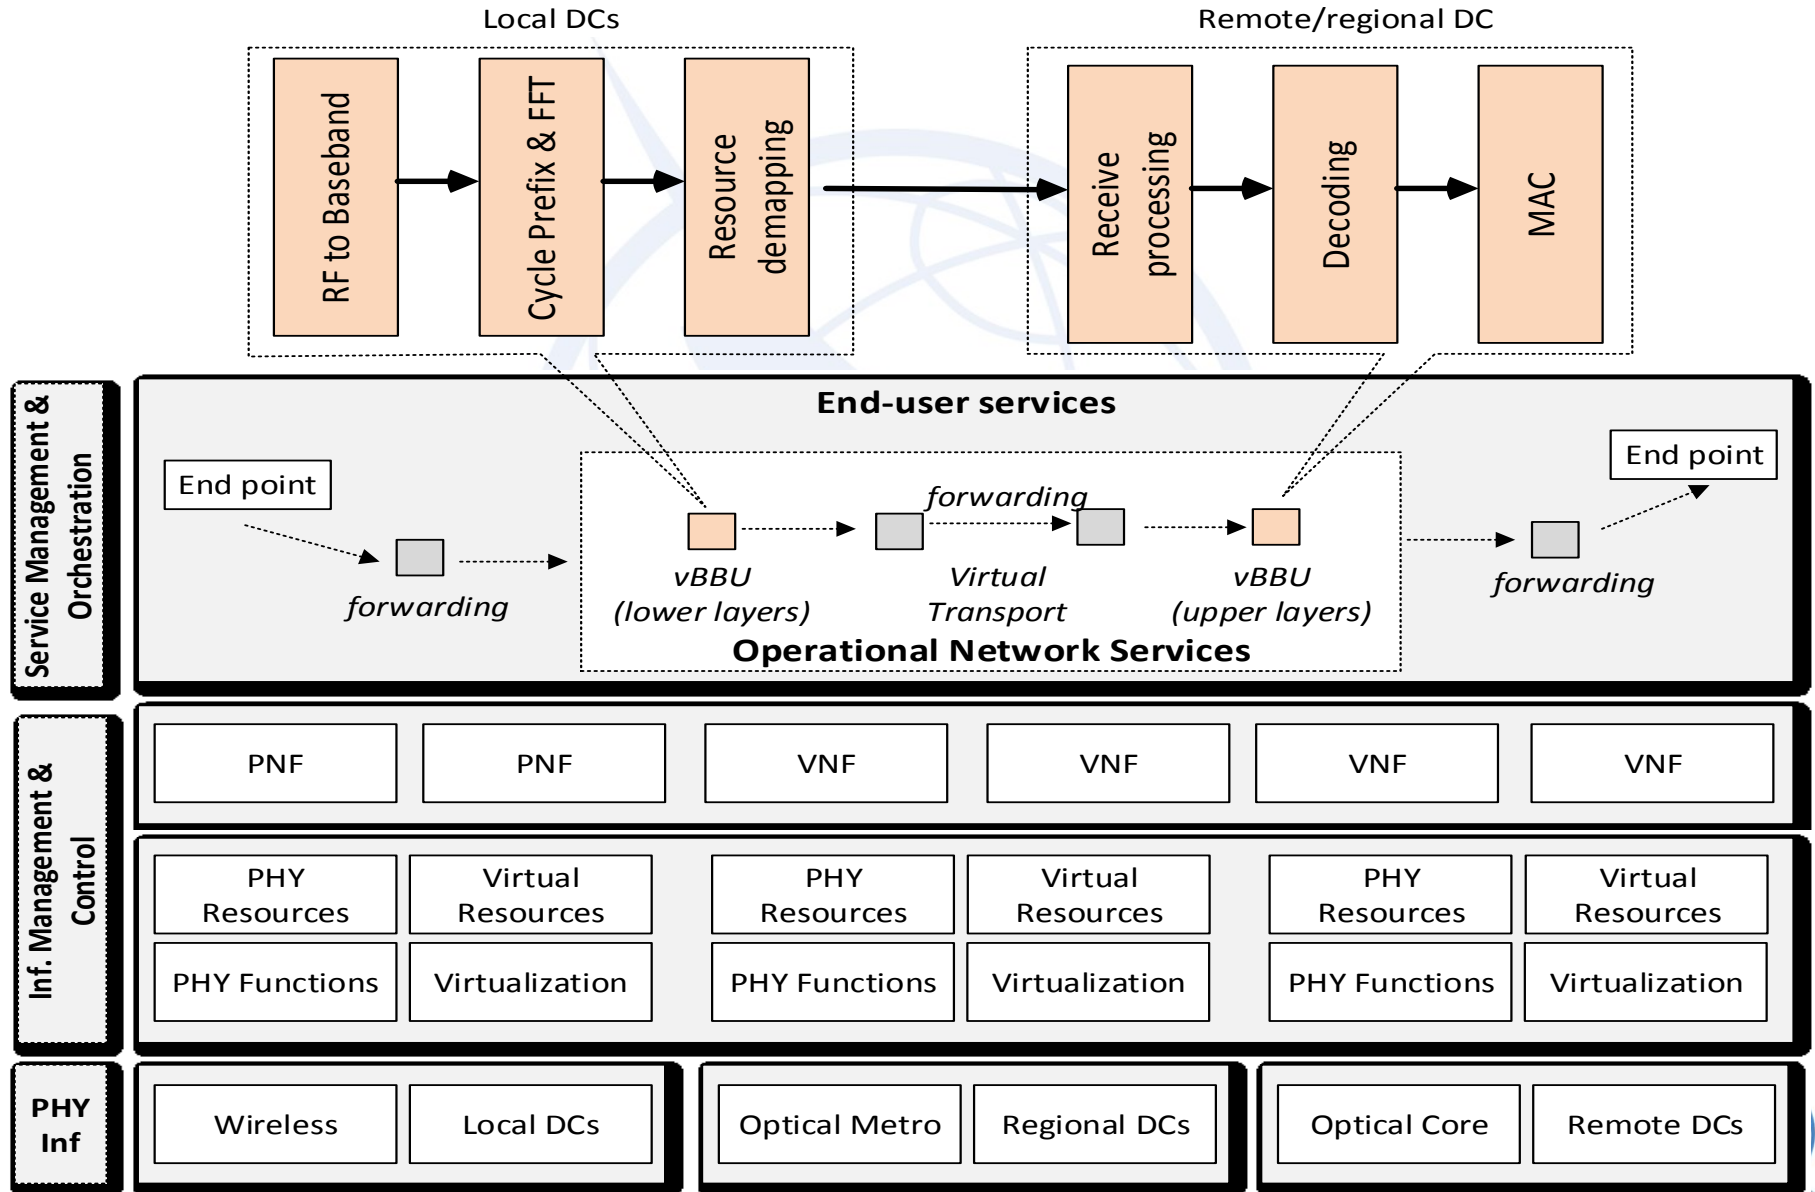 Local DCs
Remote/regional DC
RF to Baseband
Cycle Prefix & FFT
Resource
demapping
Receive
processing
Decoding
MAC
Service Management &
Orchestration
End-user services
End point
forwarding
vBBU
(lower layers)
forwarding
Virtual
Transport
vBBU
(upper layers)
forwarding
End point
Operational Network Services
Inf. Management &
Control
PNF
PNF
VNF
VNF
VNF
VNF
PHY
Resources
Virtual
Resources
PHY
Resources
Virtual
Resources
PHY
Resources
Virtual
Resources
PHY Functions
Virtualization
PHY Functions
Virtualization
PHY Functions
Virtualization
PHY
Inf
Wireless
Local DCs
Optical Metro
Regional DCs
Optical Core
Remote DCs